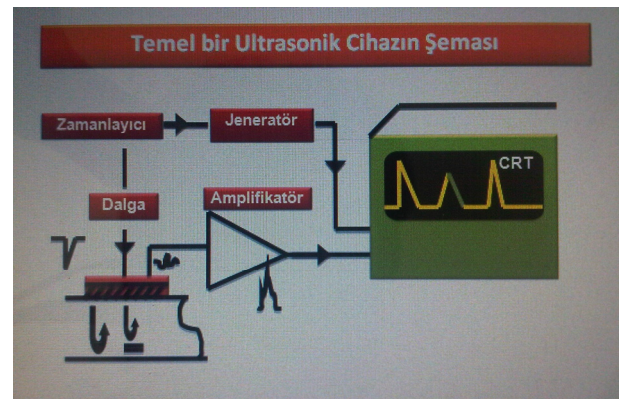 Temel bir Ultrasonik Cihazın Şeması
Zamanlayıcı
Jeneratör
CRT
Dalga
Amplifikatör